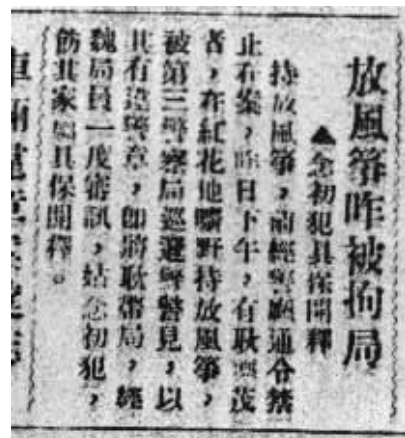 放風箏昨被拘局
▲念初犯具保開釋
持放風箏，前經警廳通令禁
止在案，昨日下午，有耿茂
者，在紅花地曠野持放風箏，
被第三警察局巡邏警瞥見，以
其有違警章，即將耿帶局，經
魏局員一度審訊，姑念初犯，
飭其家屬具保開釋。
車輛